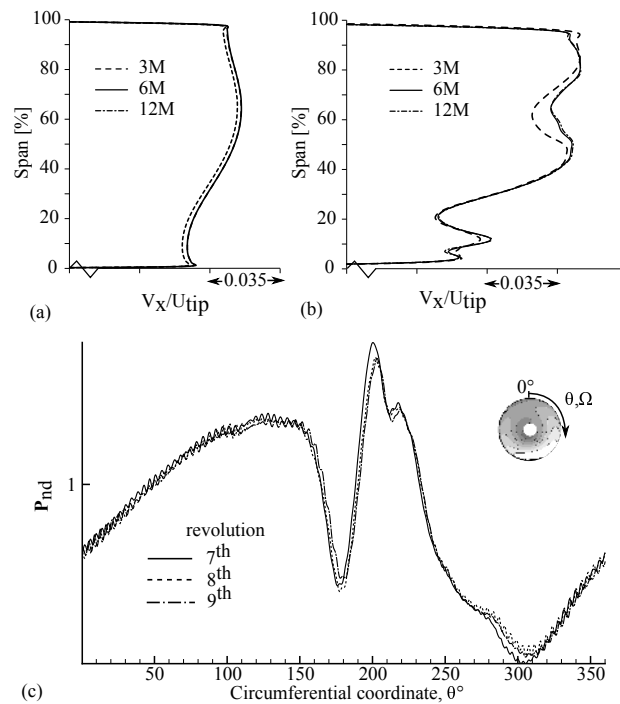 100
80
60
40
20
0
Span [%]
3M
6M
12M
0.035
Vx/Utip
(a)
100
80
60
40
20
0
Span [%]
3M
6M
12M
0.035
Vx/Utip
(b)
0°
θ,Ω
1
Pnd
revolution
7th
8th
9th
50 100 150 200 250 300 350
Circumferential coordinate, θ°
(c)